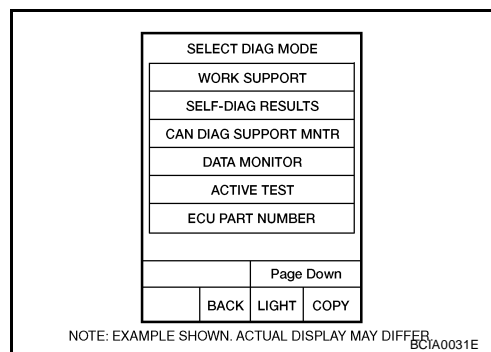 SELECT DIAG MODE
WORK SUPPORT
SELF-DIAG RESULTS
CAN DIAG SUPPORT MNTR
DATA MONITOR
ACTIVE TEST
ECU PART NUMBER
Page Down
BACK LIGHT COPY
NOTE: EXAMPLE SHOWN. ACTUAL DISPLAY MAY DIFFER.
BCIA0031E